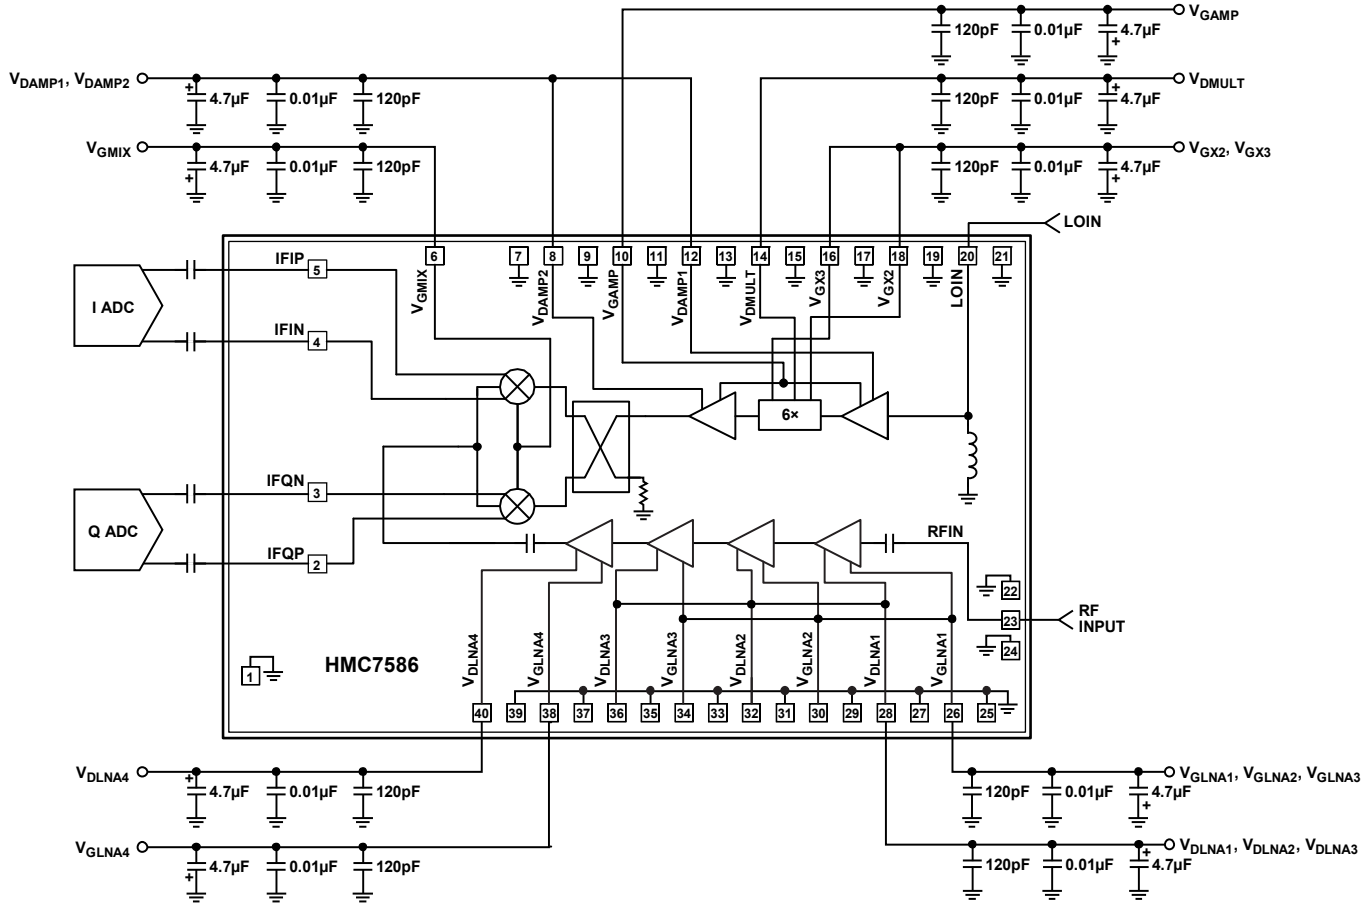 VGAMP
120pF 0.01µF 4.7µF +
VDAMP1, VDAMP2
+ 4.7µF 0.01µF 120pF
VDMULT
120pF 0.01µF 4.7µF +
VGMIX
4.7µF + 0.01µF 120pF
VGX2, VGX3
120pF 0.01µF 4.7µF +
LOIN
6 7 8 9 10 11 12 13 14 15 16 17 18 19 20 21
VGMIX VDAMP2 VGAMP VDAMP1 VDMULT VGX3 VGX2 LOIN
I ADC
IFIP 5
IFIN 4
6×
Q ADC
IFQN 3
IFQP 2
RFIN
22
23
RF
INPUT
24
1
HMC7586
VDLNA4 VGLNA4 VDLNA3 VGLNA3 VDLNA2 VGLNA2 VDLNA1 VGLNA1
40 39 38 37 36 35 34 33 32 31 30 29 28 27 26 25
VDLNA4
+ 4.7µF 0.01µF 120pF
VGLNA1, VGLNA2, VGLNA3
120pF 0.01µF 4.7µF +
VGLNA4
4.7µF + 0.01µF 120pF
VDLNA1, VDLNA2, VDLNA3
120pF 0.01µF + 4.7µF